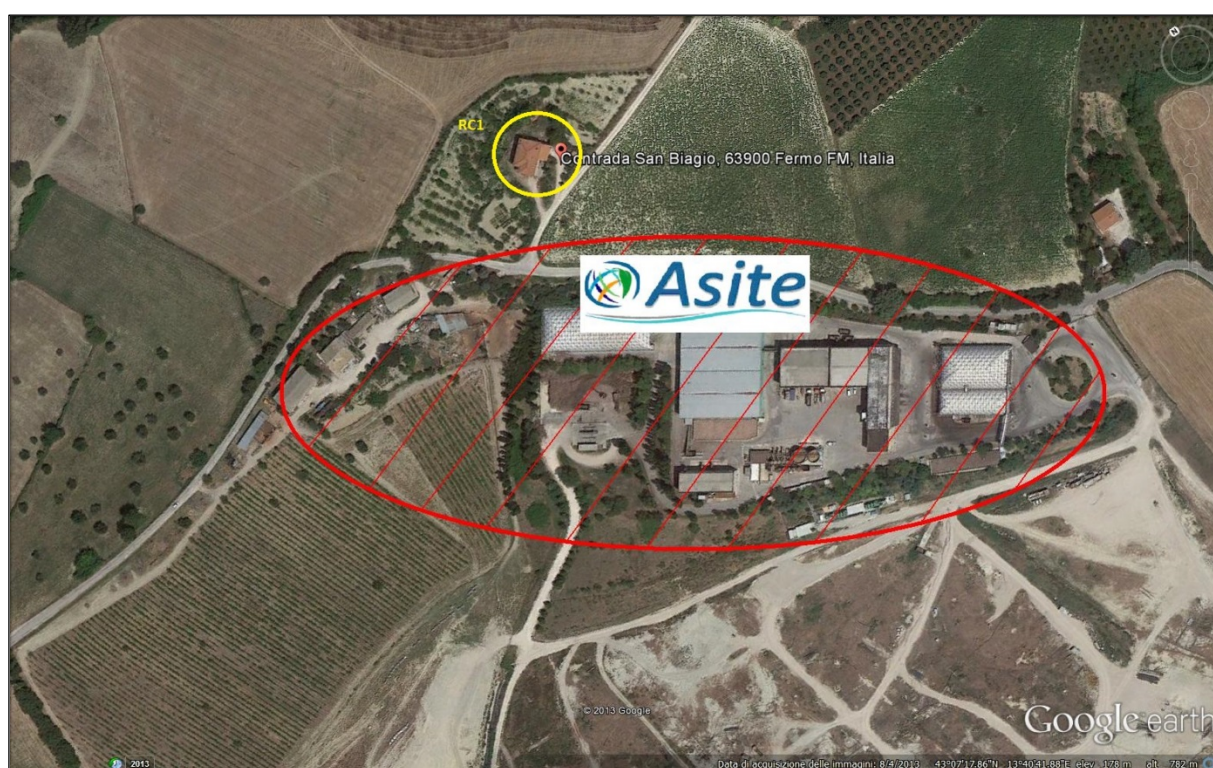 RC1
Contrada San Biagio, 63900 Fermo FM, Italia
Asite
© 2013 Google
Google earth
2013
Data di acquisizione delle immagini: 8/4/2013 43°07'17.86"N 13°40'41.88"E elev 178 m alt 782 m